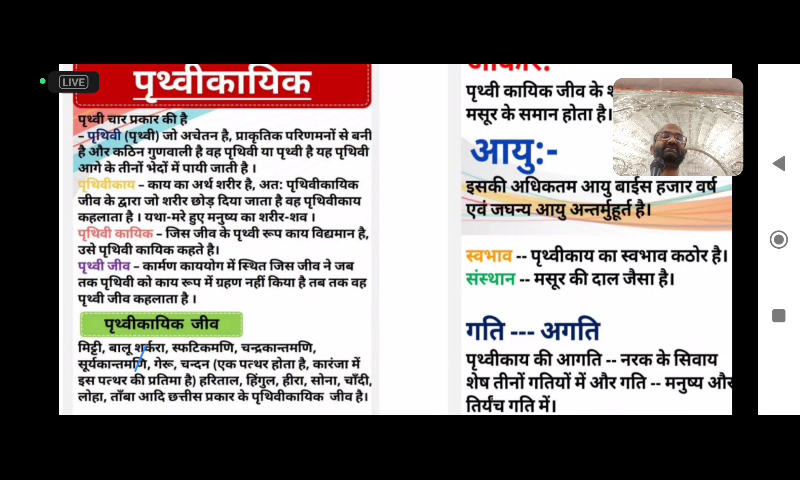 LIVE
पृथ्वीकायिक
पृथ्वी चार प्रकार की है
– पृथिवी (पृथ्वी) जो अचेतन है, प्राकृतिक परिणमनों से बनी
है और कठिन गुणवाली है वह पृथिवी या पृथ्वी है यह पृथिवी
आगे के तीनों भेदों में पायी जाती है ।
पृथिवीकाय – काय का अर्थ शरीर है, अत: पृथिवीकायिक
जीव के द्वारा जो शरीर छोड़ दिया जाता है वह पृथिवीकाय
कहलाता है । यथा-मरे हुए मनुष्य का शरीर-शव ।
पृथिवी कायिक – जिस जीव के पृथ्वी रूप काय विद्यमान है,
उसे पृथिवी कायिक कहते है।
पृथ्वी जीव – कार्मण काययोग में स्थित जिस जीव ने जब
तक पृथिवी को काय रूप में ग्रहण नहीं किया है तब तक वह
पृथ्वी जीव कहलाता है ।
पृथ्वीकायिक जीव
मिट्टी, बालू शर्करा, स्फटिकमणि, चन्द्रकान्तमणि,
सूर्यकान्तमणि, गेरू, चन्दन (एक पत्थर होता है, कारंजा में
इस पत्थर की प्रतिमा है) हरिताल, हिंगुल, हीरा, सोना, चाँदी,
लोहा, ताँबा आदि छत्तीस प्रकार के पृथिवीकायिक जीव है।
आकार:
पृथ्वी कायिक जीव के
मसूर के समान होता है।
आयु:-
इसकी अधिकतम आयु बाईस हजार वर्ष
एवं जघन्य आयु अन्तर्मुहूर्त है।
स्वभाव -- पृथ्वीकाय का स्वभाव कठोर है।
संस्थान -- मसूर की दाल जैसा है।
गति --- अगति
पृथ्वीकाय की आगति -- नरक के सिवाय
शेष तीनों गतियों में और गति -- मनुष्य और
तिर्यंच गति में।